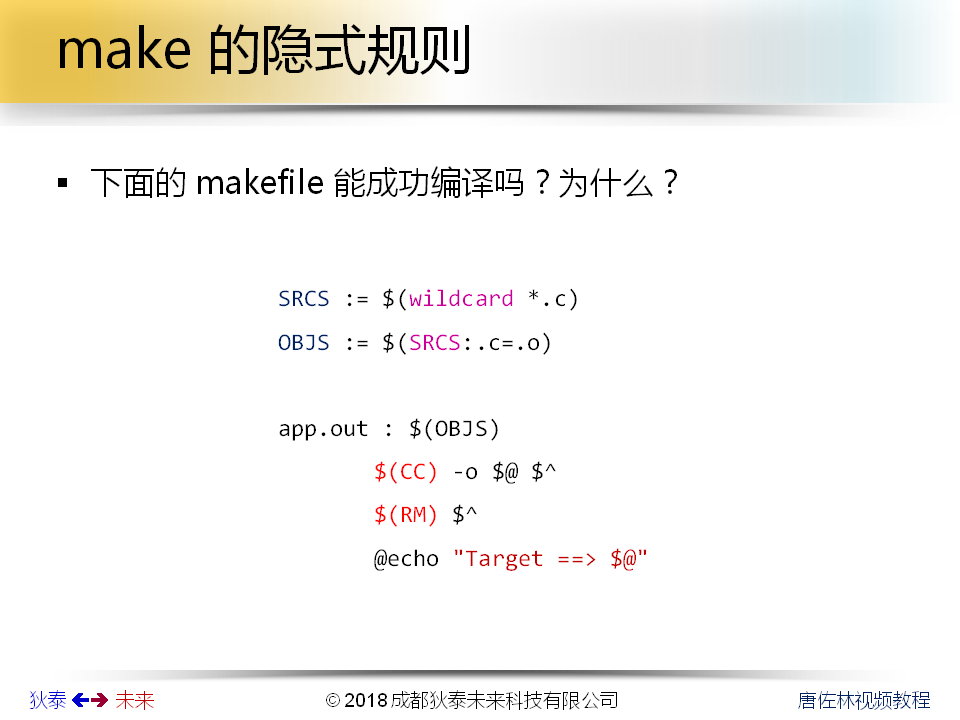 make 的隐式规则
▪ 下面的 makefile 能成功编译吗？为什么？
SRCS := $(wildcard *.c)
OBJS := $(SRCS:.c=.o)
app.out : $(OBJS)
$(CC) -o $@ $^
$(RM) $^
@echo "Target ==> $@"
狄泰 未来
© 2018 成都狄泰未来科技有限公司
唐佐林视频教程